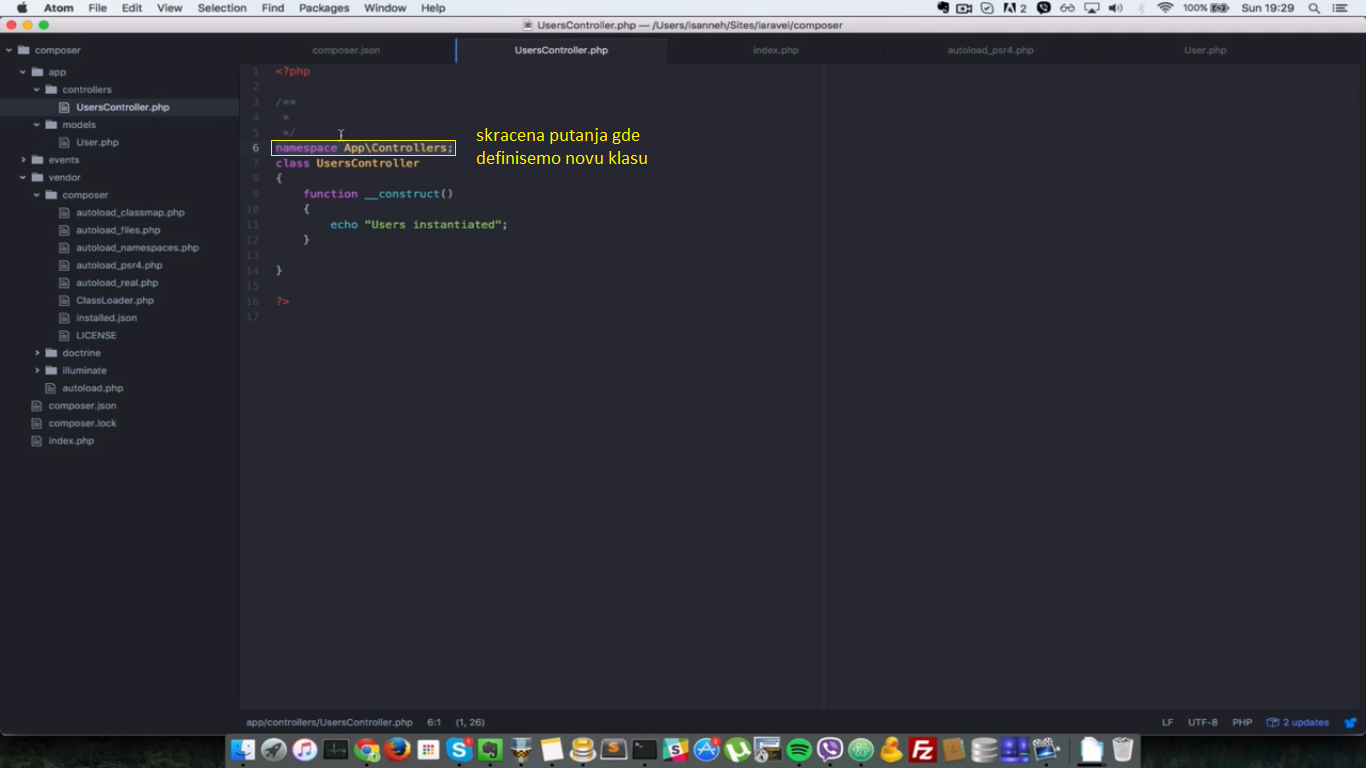 Atom File Edit View Selection Find Packages Window Help 2 100% Sun 19:29
UsersController.php — /Users/lsanneh/Sites/laravel/composer
composer
app
controllers
UsersController.php
models
User.php
events
vendor
composer
autoload_classmap.php
autoload_files.php
autoload_namespaces.php
autoload_psr4.php
autoload_real.php
ClassLoader.php
installed.json
LICENSE
doctrine
illuminate
autoload.php
composer.json
composer.lock
index.php
composer.json UsersController.php index.php autoload_psr4.php User.php
1 <?php
2
3 /**
4 *
5 */
6 namespace App\Controllers;
7 class UsersController
8 {
9 function __construct()
10 {
11 echo "Users instantiated";
12 }
13
14 }
15
16 ?>
17
skracena putanja gde
definisemo novu klasu
app/controllers/UsersController.php 6:1 (1, 26) LF UTF-8 PHP 2 updates